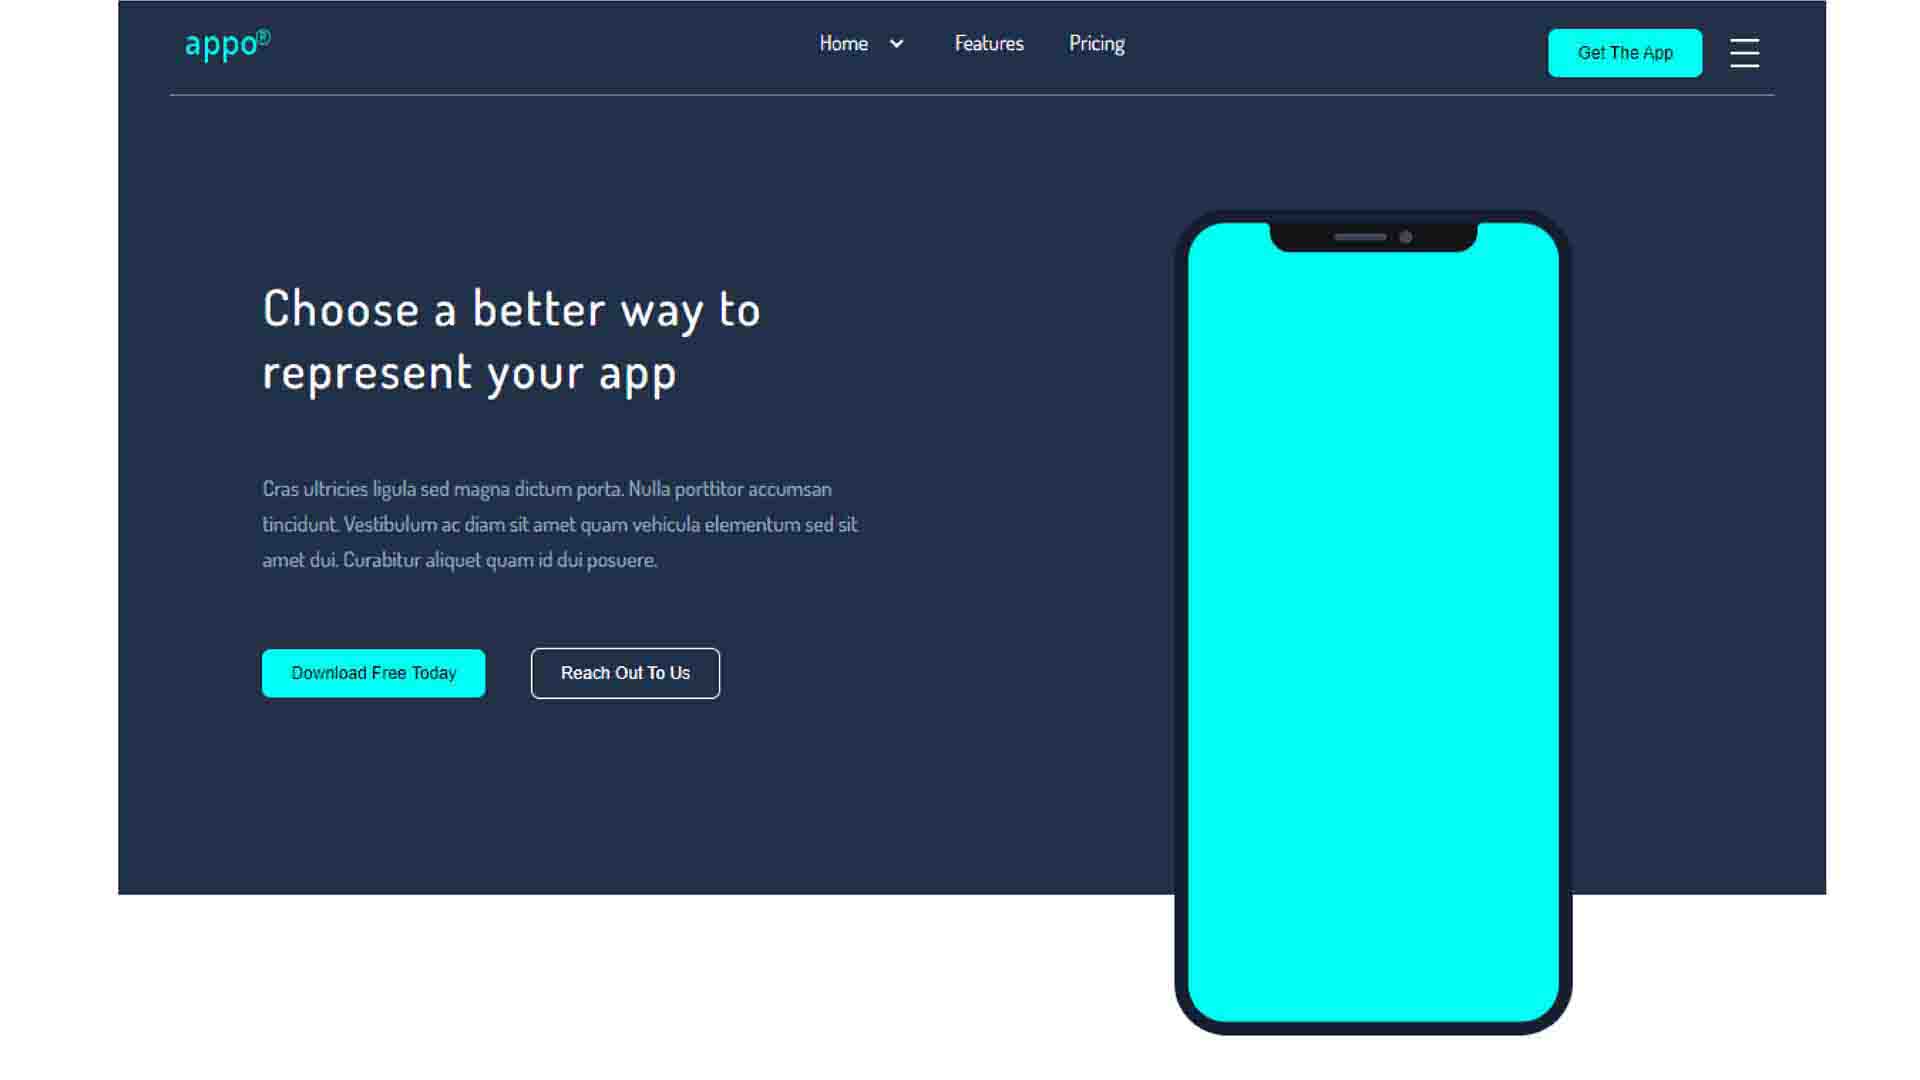 appo®
Home Features Pricing
Get The App
Choose a better way to
represent your app
Cras ultricies ligula sed magna dictum porta. Nulla porttitor accumsan
tincidunt. Vestibulum ac diam sit amet quam vehicula elementum sed sit
amet dui. Curabitur aliquet quam id dui posuere.
Download Free Today
Reach Out To Us